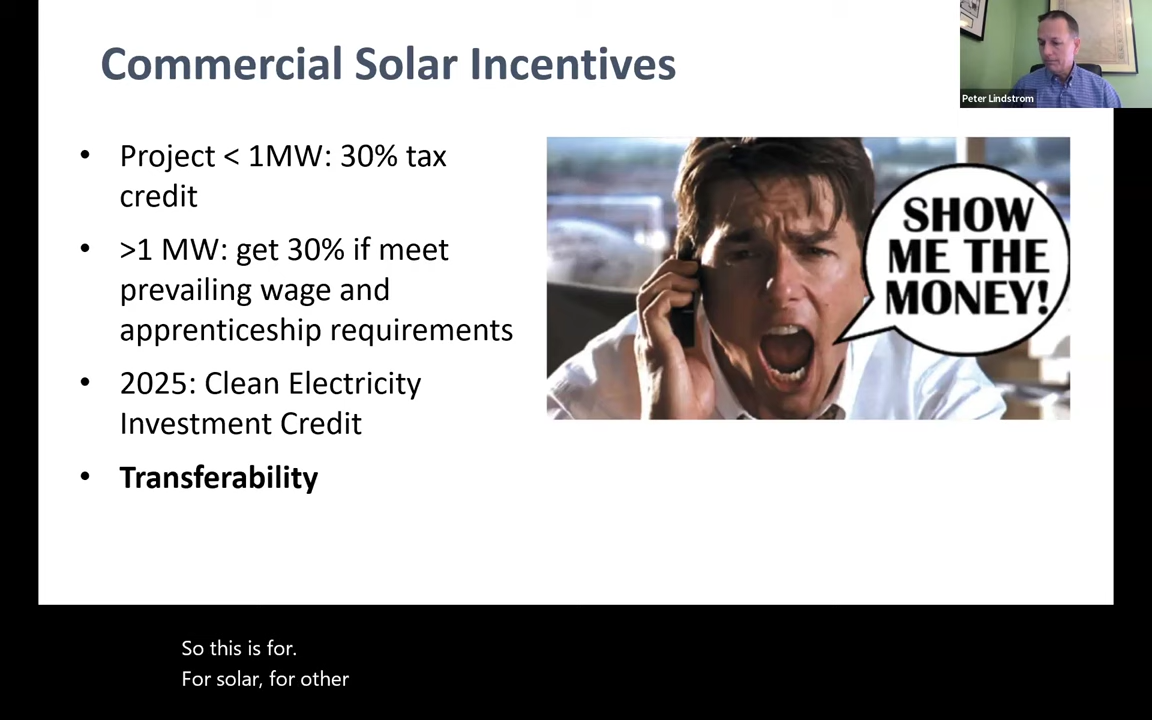 Commercial Solar Incentives
Peter Lindstrom
• Project < 1MW: 30% tax
credit
• >1 MW: get 30% if meet
prevailing wage and
apprenticeship requirements
• 2025: Clean Electricity
Investment Credit
• Transferability
SHOW
ME THE
MONEY!
So this is for.
For solar, for other